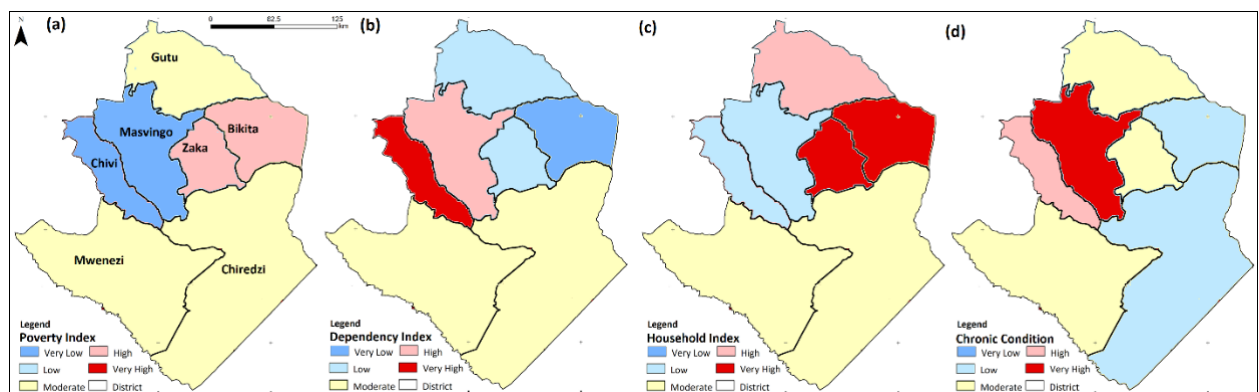 N
(a)
0 62.5 125
km
Gutu
Masvingo
Bikita
Zaka
Chivi
Mwenezi
Chiredzi
Legend
Poverty Index
Very Low High
Low Very High
Moderate District
(b)
Legend
Dependency Index
Very Low High
Low Very High
Moderate District
(c)
Legend
Household Index
Very Low High
Low Very High
Moderate District
(d)
Legend
Chronic Condition
Very Low High
Low Very High
Moderate District